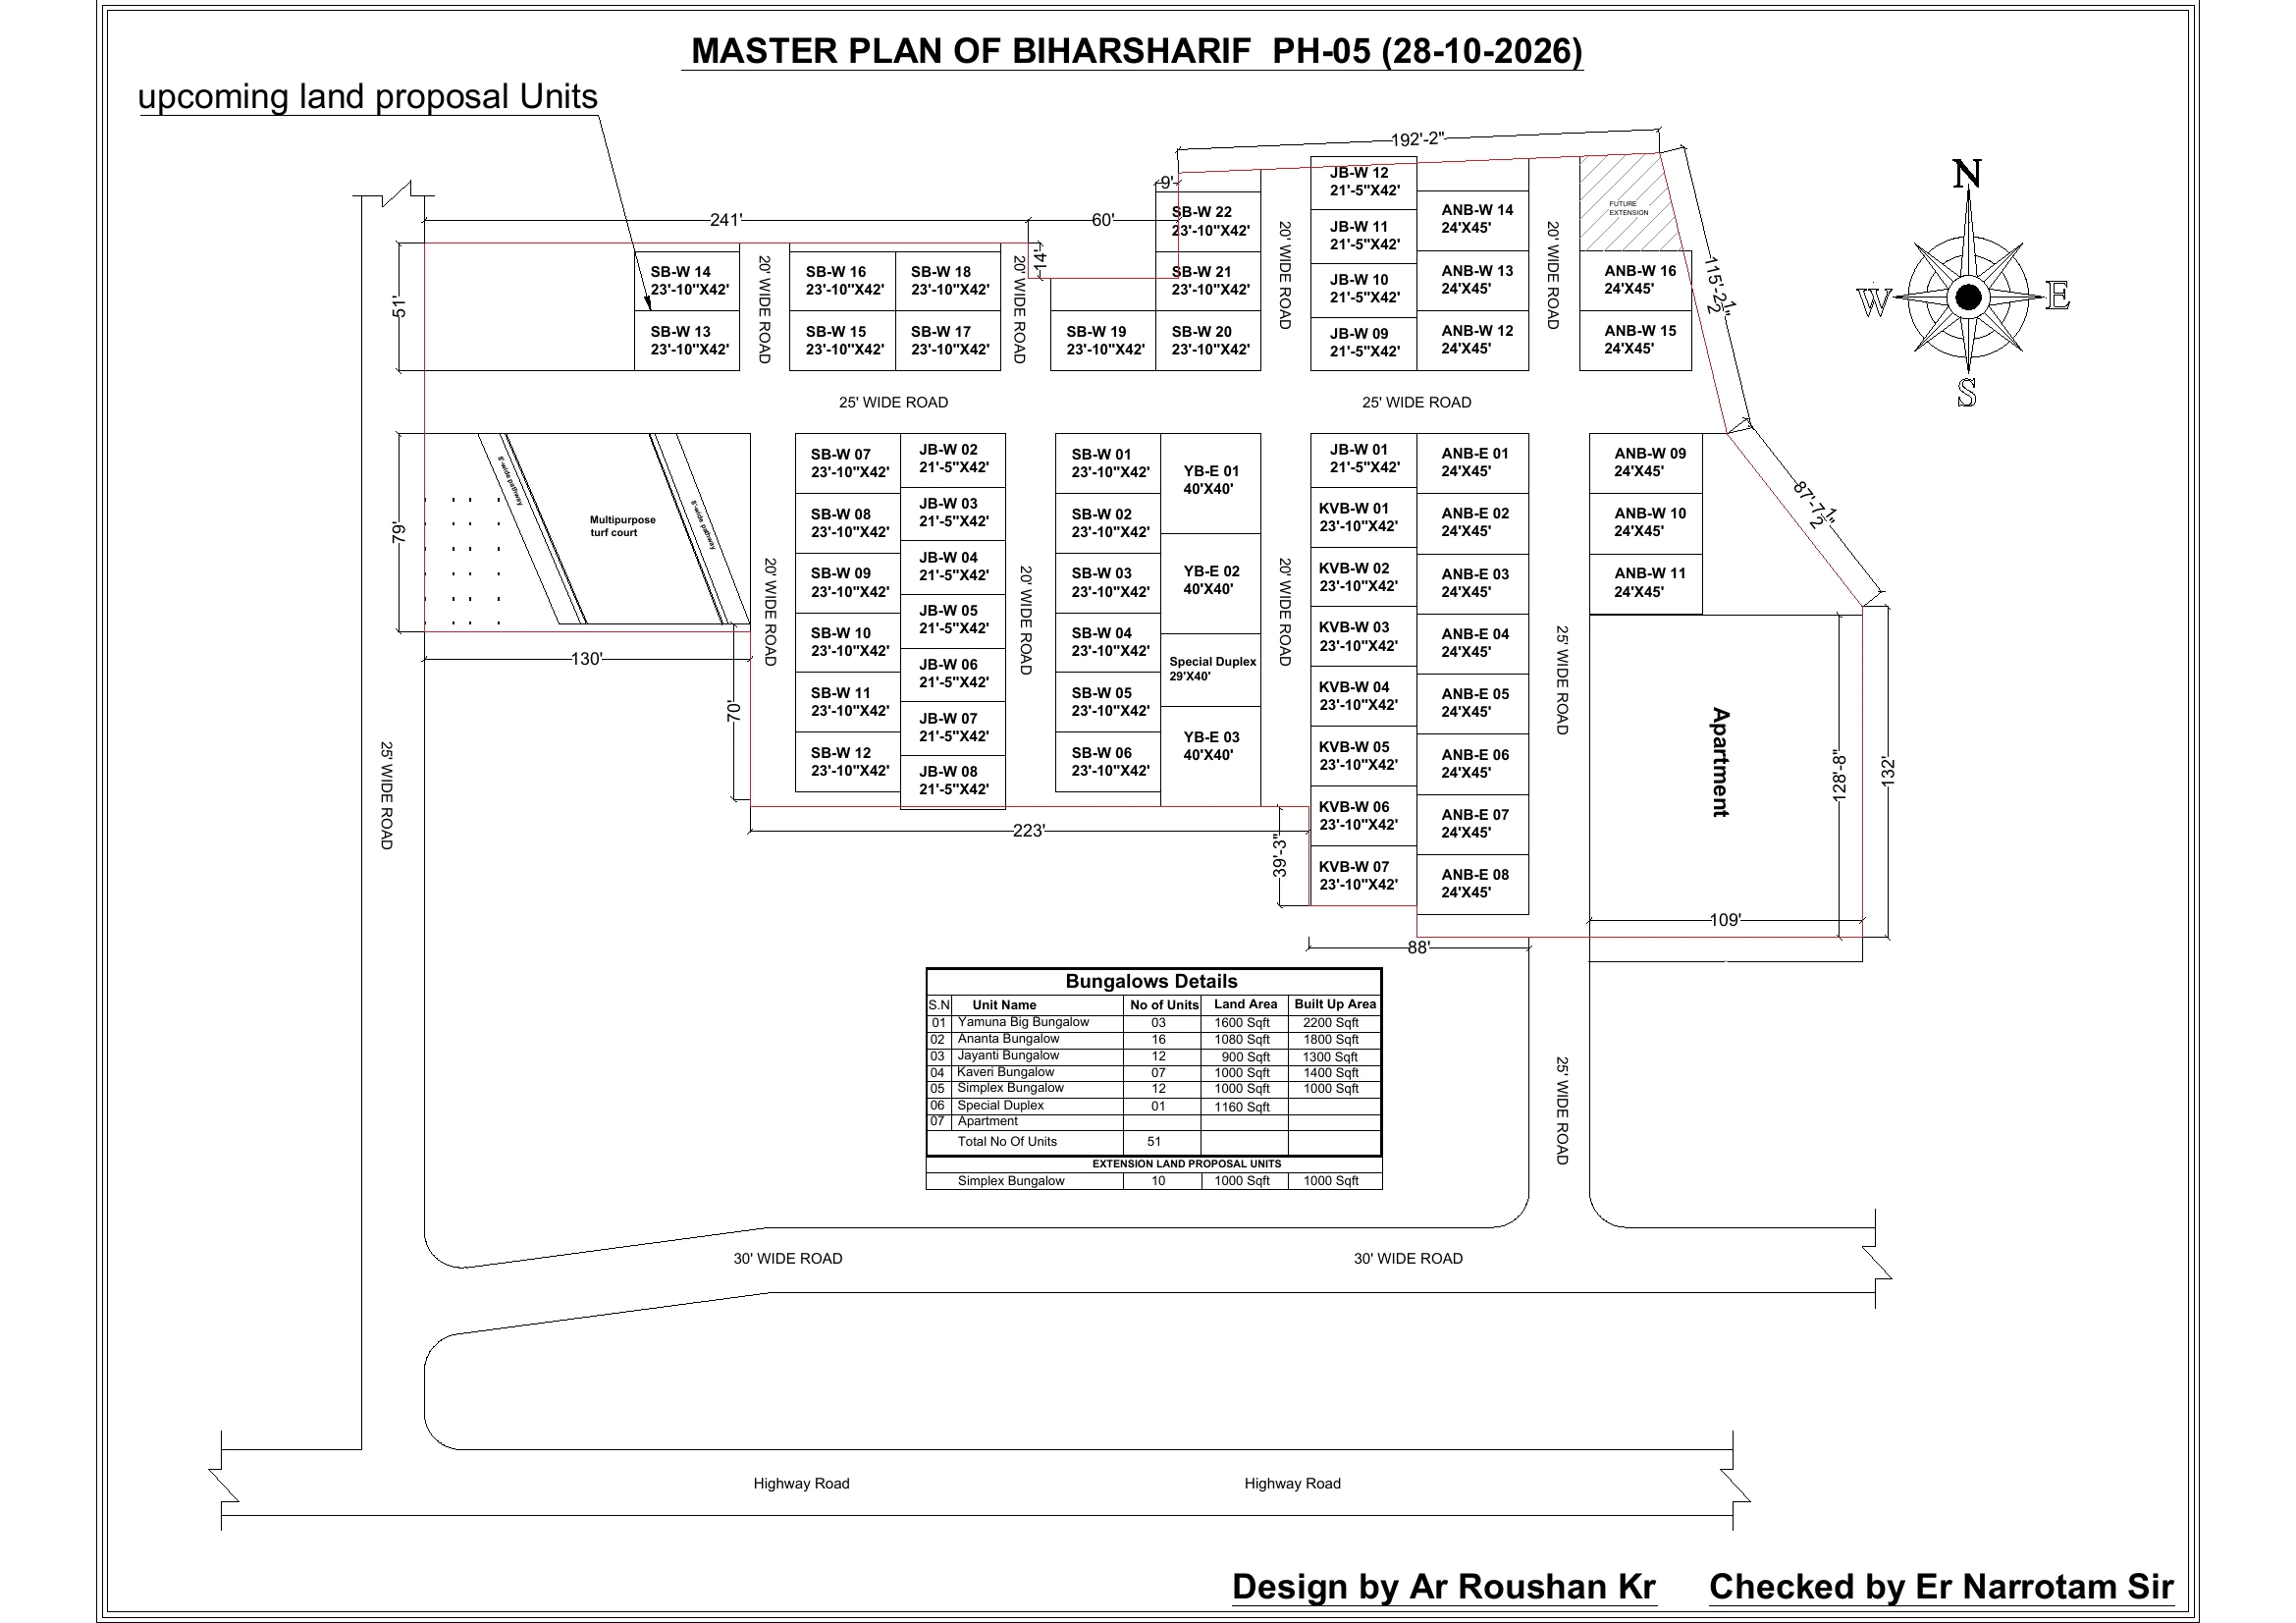 MASTER PLAN OF BIHARSHARIF PH-05 (28-10-2026)
upcoming land proposal Units
192'-2"
9'
241'
60'
14'
51'
115'-2 1/2"
N
W
E
S
SB-W 14
23'-10"X42'
SB-W 13
23'-10"X42'
20' WIDE ROAD
SB-W 16
23'-10"X42'
SB-W 18
23'-10"X42'
SB-W 15
23'-10"X42'
SB-W 17
23'-10"X42'
20' WIDE ROAD
SB-W 22
23'-10"X42'
SB-W 21
23'-10"X42'
SB-W 19
23'-10"X42'
SB-W 20
23'-10"X42'
20' WIDE ROAD
JB-W 12
21'-5"X42'
JB-W 11
21'-5"X42'
JB-W 10
21'-5"X42'
JB-W 09
21'-5"X42'
ANB-W 14
24'X45'
ANB-W 13
24'X45'
ANB-W 12
24'X45'
20' WIDE ROAD
FUTURE
EXTENSION
ANB-W 16
24'X45'
ANB-W 15
24'X45'
25' WIDE ROAD
25' WIDE ROAD
87'-7 1/2"
79'
8'-wide pathway
Multipurpose
turf court
8'-wide pathway
130'
70'
20' WIDE ROAD
SB-W 07
23'-10"X42'
SB-W 08
23'-10"X42'
SB-W 09
23'-10"X42'
SB-W 10
23'-10"X42'
SB-W 11
23'-10"X42'
SB-W 12
23'-10"X42'
JB-W 02
21'-5"X42'
JB-W 03
21'-5"X42'
JB-W 04
21'-5"X42'
JB-W 05
21'-5"X42'
JB-W 06
21'-5"X42'
JB-W 07
21'-5"X42'
JB-W 08
21'-5"X42'
20' WIDE ROAD
SB-W 01
23'-10"X42'
SB-W 02
23'-10"X42'
SB-W 03
23'-10"X42'
SB-W 04
23'-10"X42'
SB-W 05
23'-10"X42'
SB-W 06
23'-10"X42'
YB-E 01
40'X40'
YB-E 02
40'X40'
Special Duplex
29'X40'
YB-E 03
40'X40'
20' WIDE ROAD
223'
39'-3"
JB-W 01
21'-5"X42'
KVB-W 01
23'-10"X42'
KVB-W 02
23'-10"X42'
KVB-W 03
23'-10"X42'
KVB-W 04
23'-10"X42'
KVB-W 05
23'-10"X42'
KVB-W 06
23'-10"X42'
KVB-W 07
23'-10"X42'
ANB-E 01
24'X45'
ANB-E 02
24'X45'
ANB-E 03
24'X45'
ANB-E 04
24'X45'
ANB-E 05
24'X45'
ANB-E 06
24'X45'
ANB-E 07
24'X45'
ANB-E 08
24'X45'
88'
25' WIDE ROAD
ANB-W 09
24'X45'
ANB-W 10
24'X45'
ANB-W 11
24'X45'
Apartment
128'-8"
132'
109'
25' WIDE ROAD
25' WIDE ROAD
Bungalows Details
S.N Unit Name No of Units Land Area Built Up Area
01 Yamuna Big Bungalow 03 1600 Sqft 2200 Sqft
02 Ananta Bungalow 16 1080 Sqft 1800 Sqft
03 Jayanti Bungalow 12 900 Sqft 1300 Sqft
04 Kaveri Bungalow 07 1000 Sqft 1400 Sqft
05 Simplex Bungalow 12 1000 Sqft 1000 Sqft
06 Special Duplex 01 1160 Sqft
07 Apartment
Total No Of Units 51
EXTENSION LAND PROPOSAL UNITS
Simplex Bungalow 10 1000 Sqft 1000 Sqft
30' WIDE ROAD
30' WIDE ROAD
Highway Road
Highway Road
Design by Ar Roushan Kr
Checked by Er Narrotam Sir